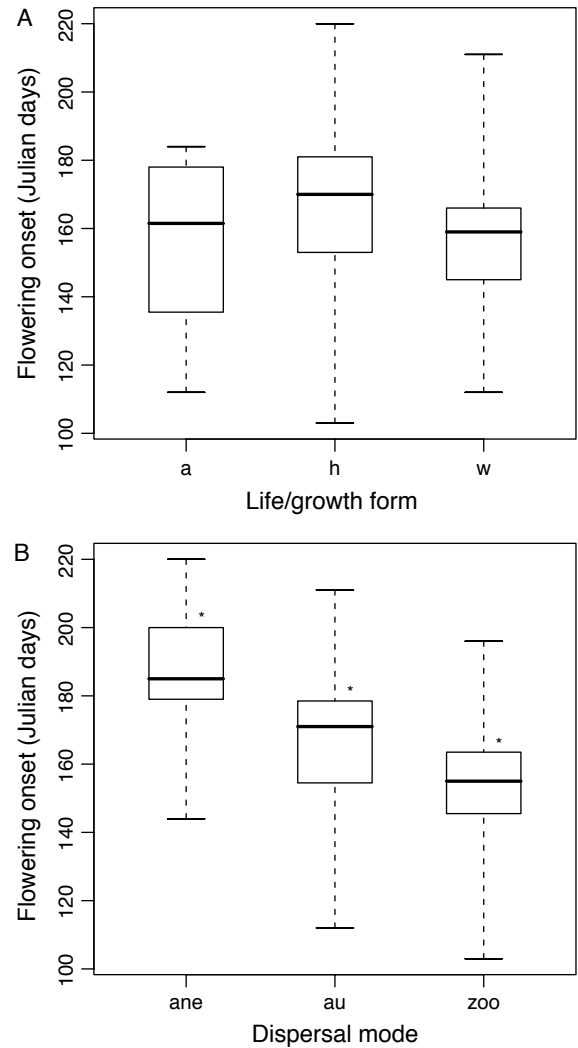 A
Flowering onset (Julian days)
220
200
180
160
140
120
100
a h w
Life/growth form
B
Flowering onset (Julian days)
220
200
180
160
140
120
100
* * *
ane au zoo
Dispersal mode